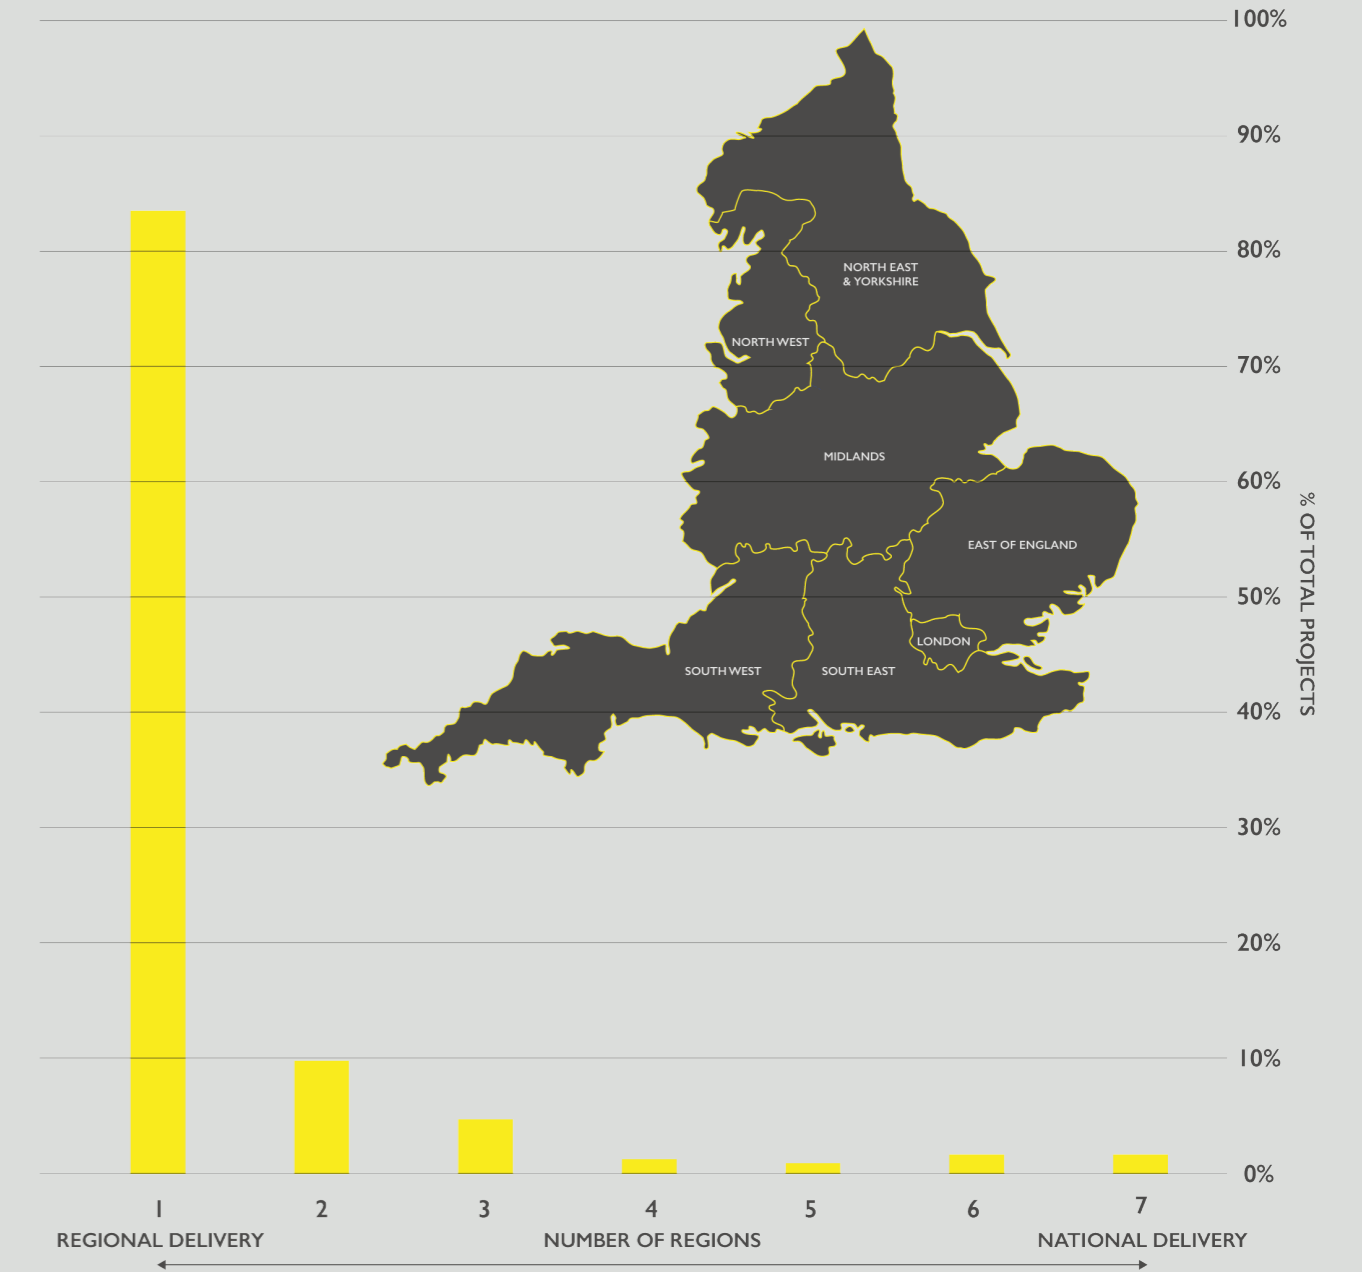 100%
90%
80%
70%
60%
50%
40%
30%
20%
10%
0%
% OF TOTAL PROJECTS
NORTH EAST
& YORKSHIRE
NORTH WEST
MIDLANDS
EAST OF ENGLAND
LONDON
SOUTH WEST
SOUTH EAST
1 2 3 4 5 6 7
REGIONAL DELIVERY NUMBER OF REGIONS NATIONAL DELIVERY